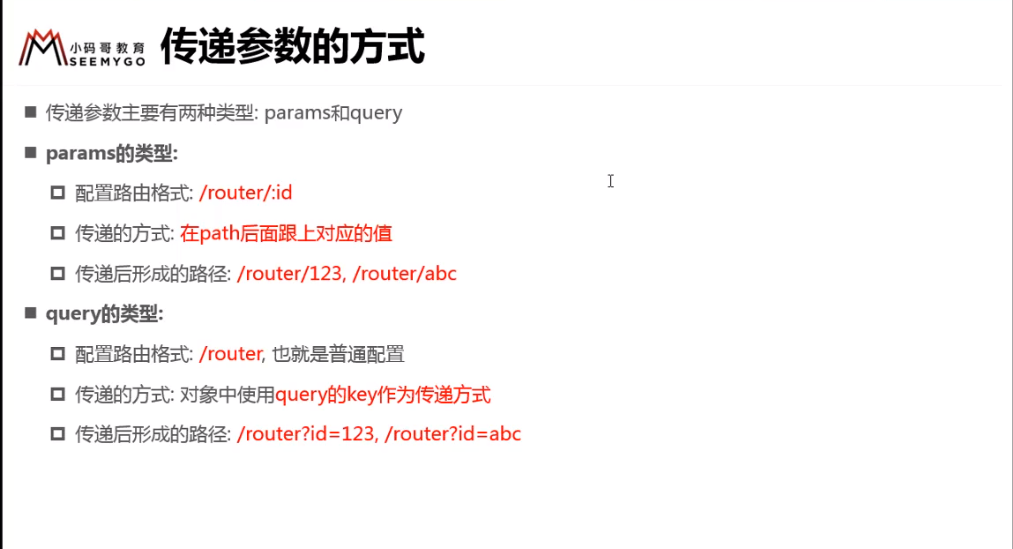 小码哥教育
SEEMYGO
传递参数的方式
传递参数主要有两种类型: params和query
params的类型:
配置路由格式: /router/:id
传递的方式: 在path后面跟上对应的值
传递后形成的路径: /router/123, /router/abc
query的类型:
配置路由格式: /router, 也就是普通配置
传递的方式: 对象中使用query的key作为传递方式
传递后形成的路径: /router?id=123, /router?id=abc